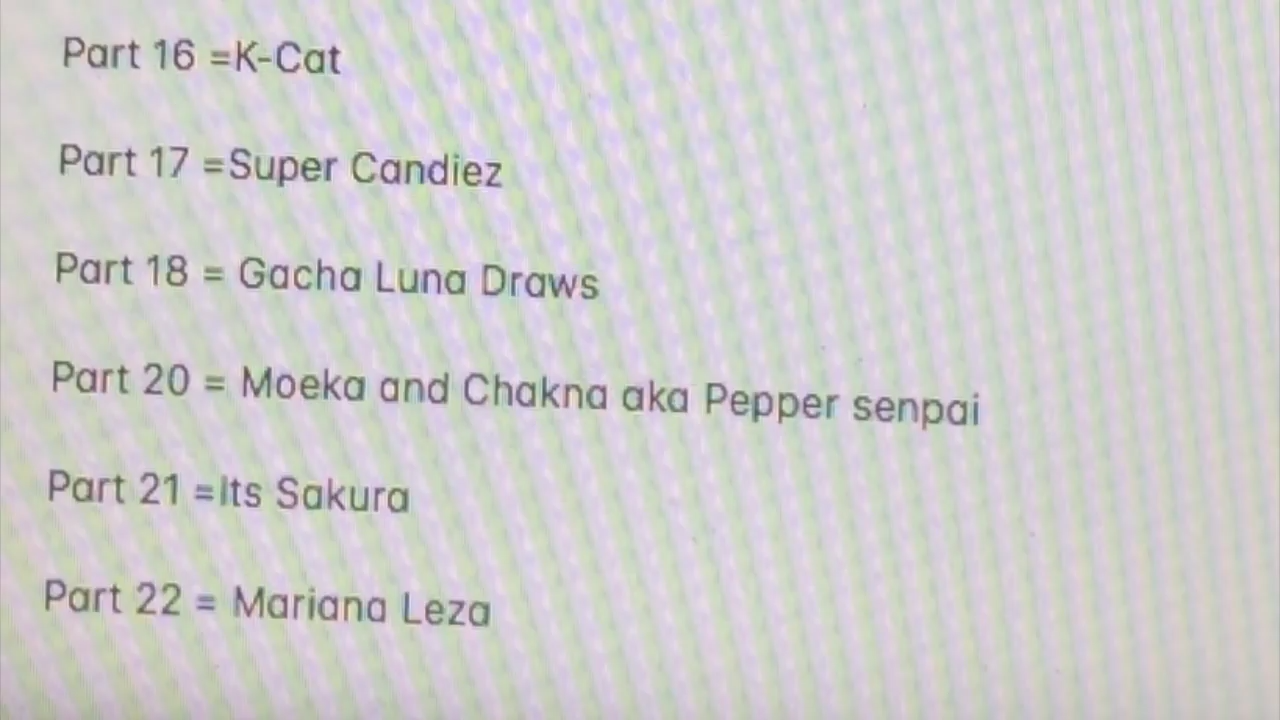 Part 16 =K-Cat
Part 17 =Super Candiez
Part 18 = Gacha Luna Draws
Part 20 = Moeka and Chakna aka Pepper senpai
Part 21 =Its Sakura
Part 22 = Mariana Leza